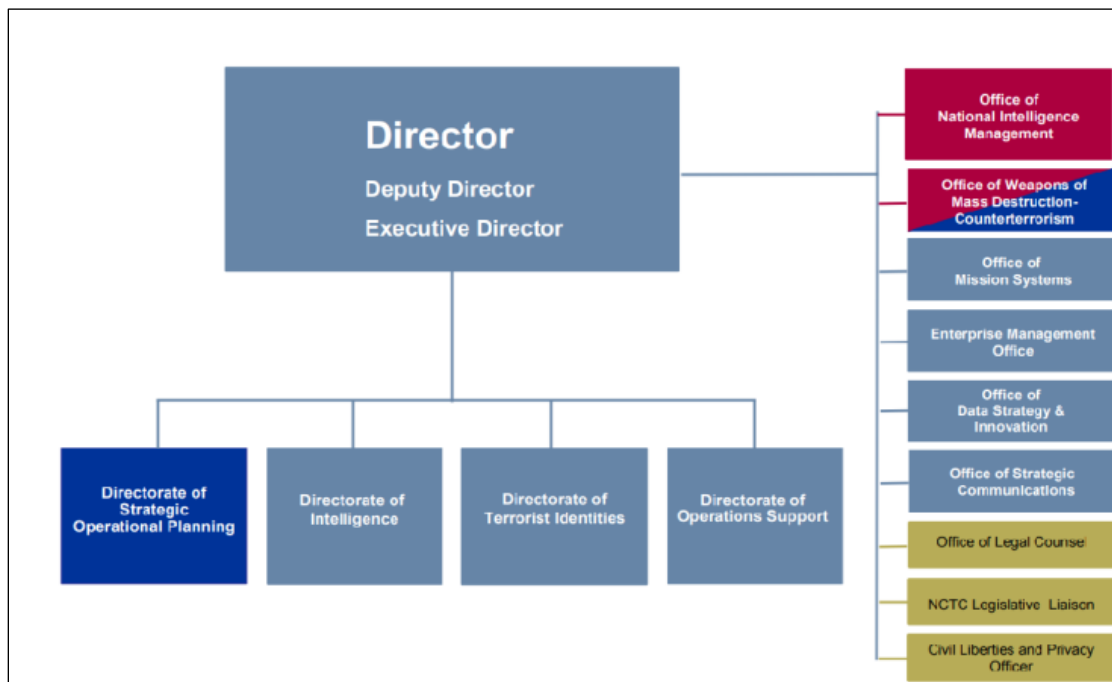 Director
Deputy Director
Executive Director
Office of
National Intelligence
Management
Office of Weapons of
Mass Destruction-
Counterterrorism
Office of
Mission Systems
Enterprise Management
Office
Office of
Data Strategy &
Innovation
Office of Strategic
Communications
Office of Legal Counsel
NCTC Legislative Liaison
Civil Liberties and Privacy
Officer
Directorate of
Strategic
Operational Planning
Directorate of
Intelligence
Directorate of
Terrorist Identities
Directorate of
Operations Support